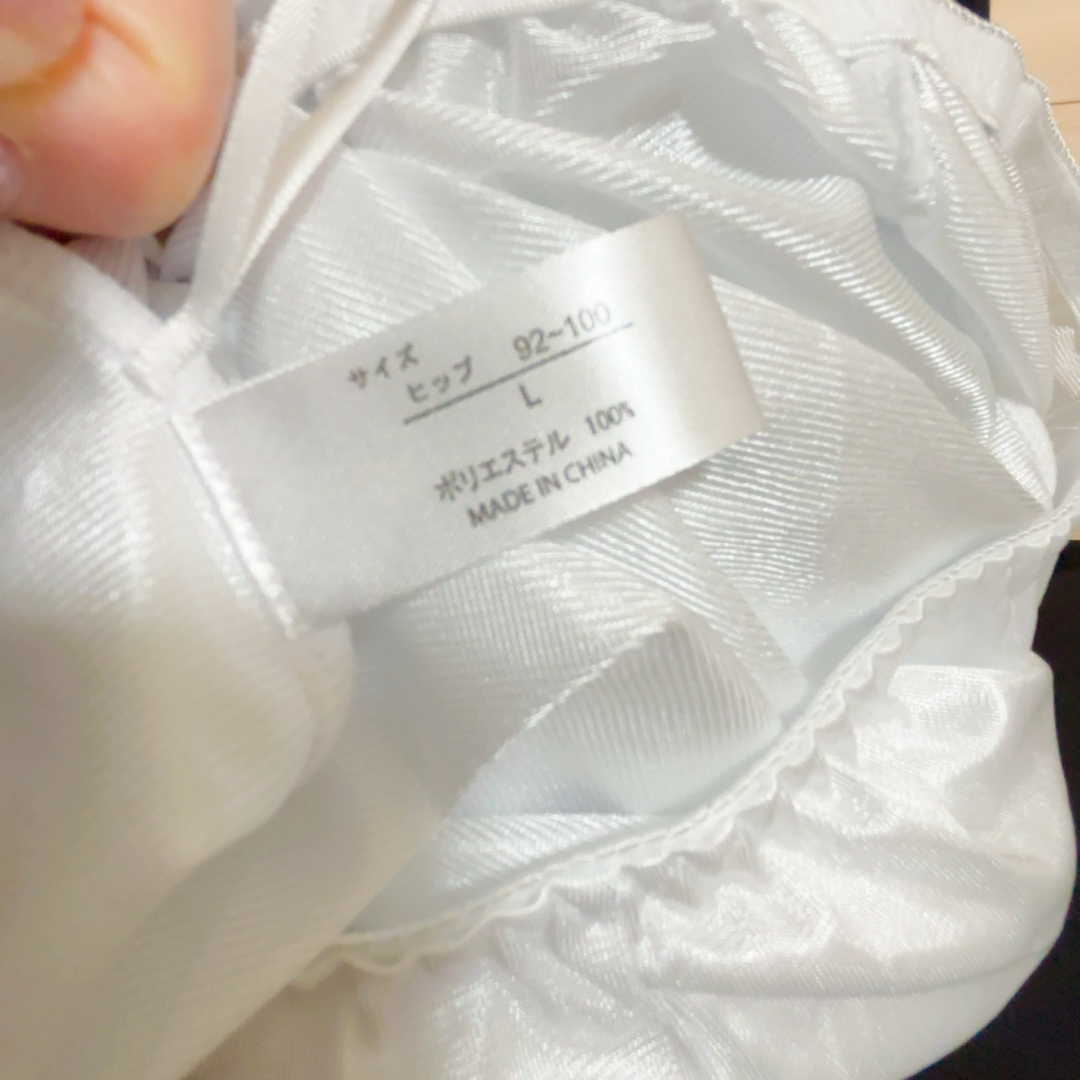 サイズ
ヒップ 92~100
L
ポリエステル 100%
MADE IN CHINA